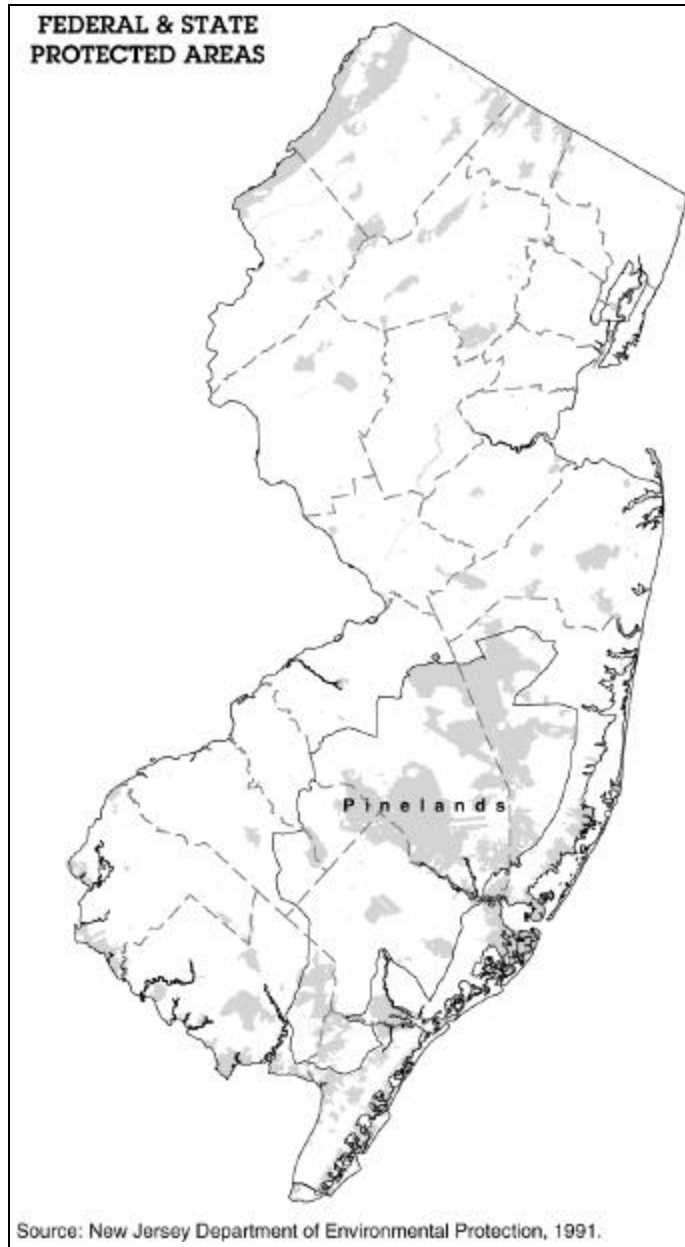 FEDERAL & STATE
PROTECTED AREAS
Pinelands
Source: New Jersey Department of Environmental Protection, 1991.